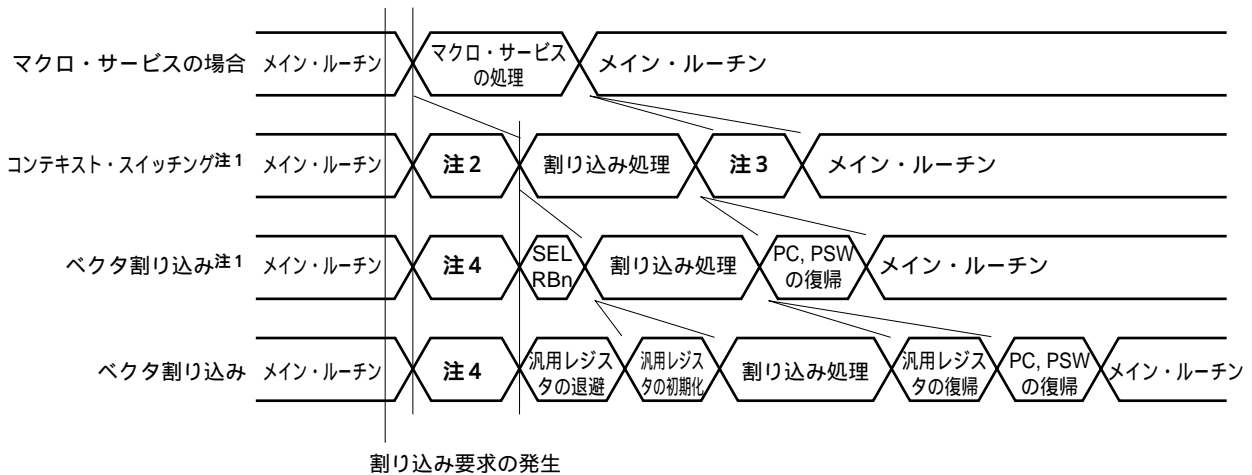 マクロ・サービスの場合 メイン・ルーチン マクロ・サービスの処理 メイン・ルーチン
コンテキスト・スイッチング注1 メイン・ルーチン 注2 割り込み処理 注3 メイン・ルーチン
ベクタ割り込み注1 メイン・ルーチン 注4 SEL RBn 割り込み処理 PC, PSWの復帰 メイン・ルーチン
ベクタ割り込み メイン・ルーチン 注4 汎用レジスタの退避 汎用レジスタの初期化 割り込み処理 汎用レジスタの復帰 PC, PSWの復帰 メイン・ルーチン
割り込み要求の発生